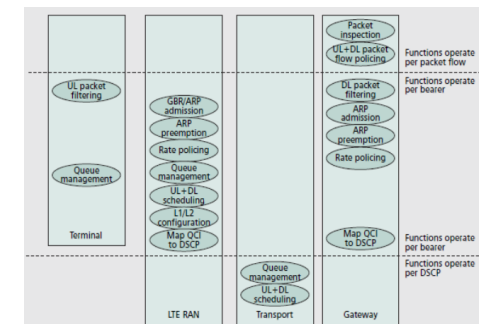 Packet
inspection
UL+DL packet
flow policing
Functions operate
per packet flow
UL packet
filtering
Queue
management
Terminal
GBR/ARP
admission
ARP
preemption
Rate policing
Queue
management
UL+DL
scheduling
L1/L2
configuration
Map QCI
to DSCP
LTE RAN
Queue
management
UL+DL
scheduling
Transport
DL packet
filtering
ARP
admission
ARP
preemption
Rate policing
Map QCI
to DSCP
Gateway
Functions operate
per bearer
Functions operate
per bearer
Functions operate
per DSCP